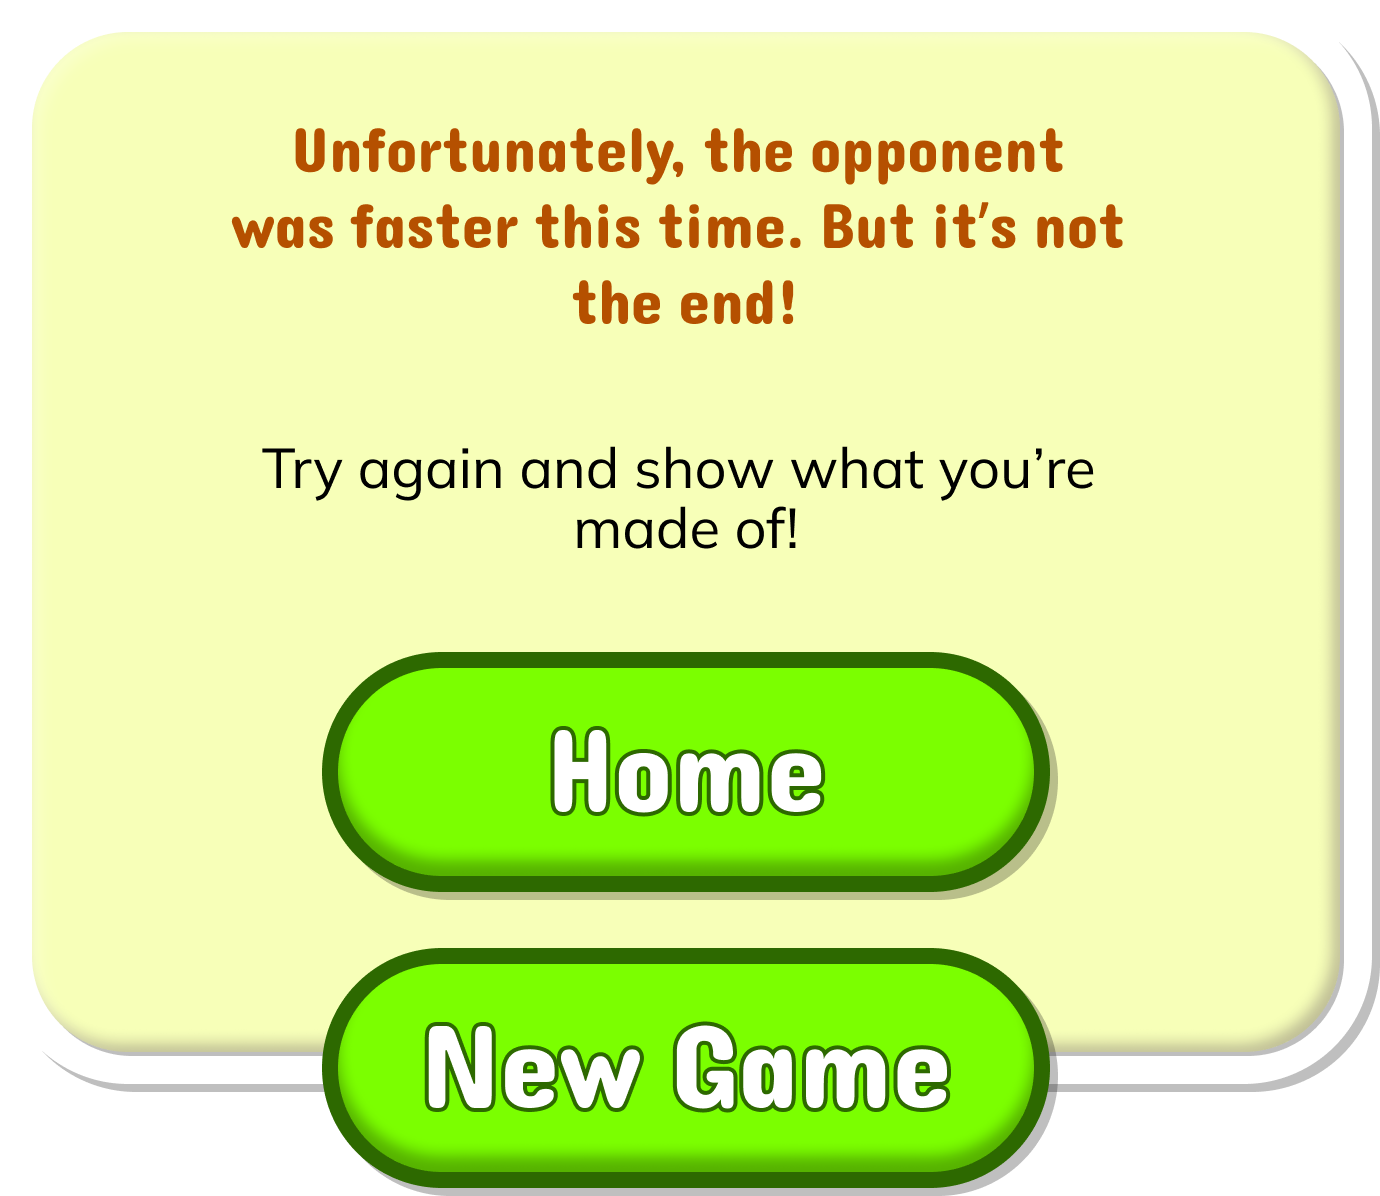 Unfortunately, the opponent
was faster this time. But it's not
the end!
Try again and show what you’re
made of!
Home
New Game